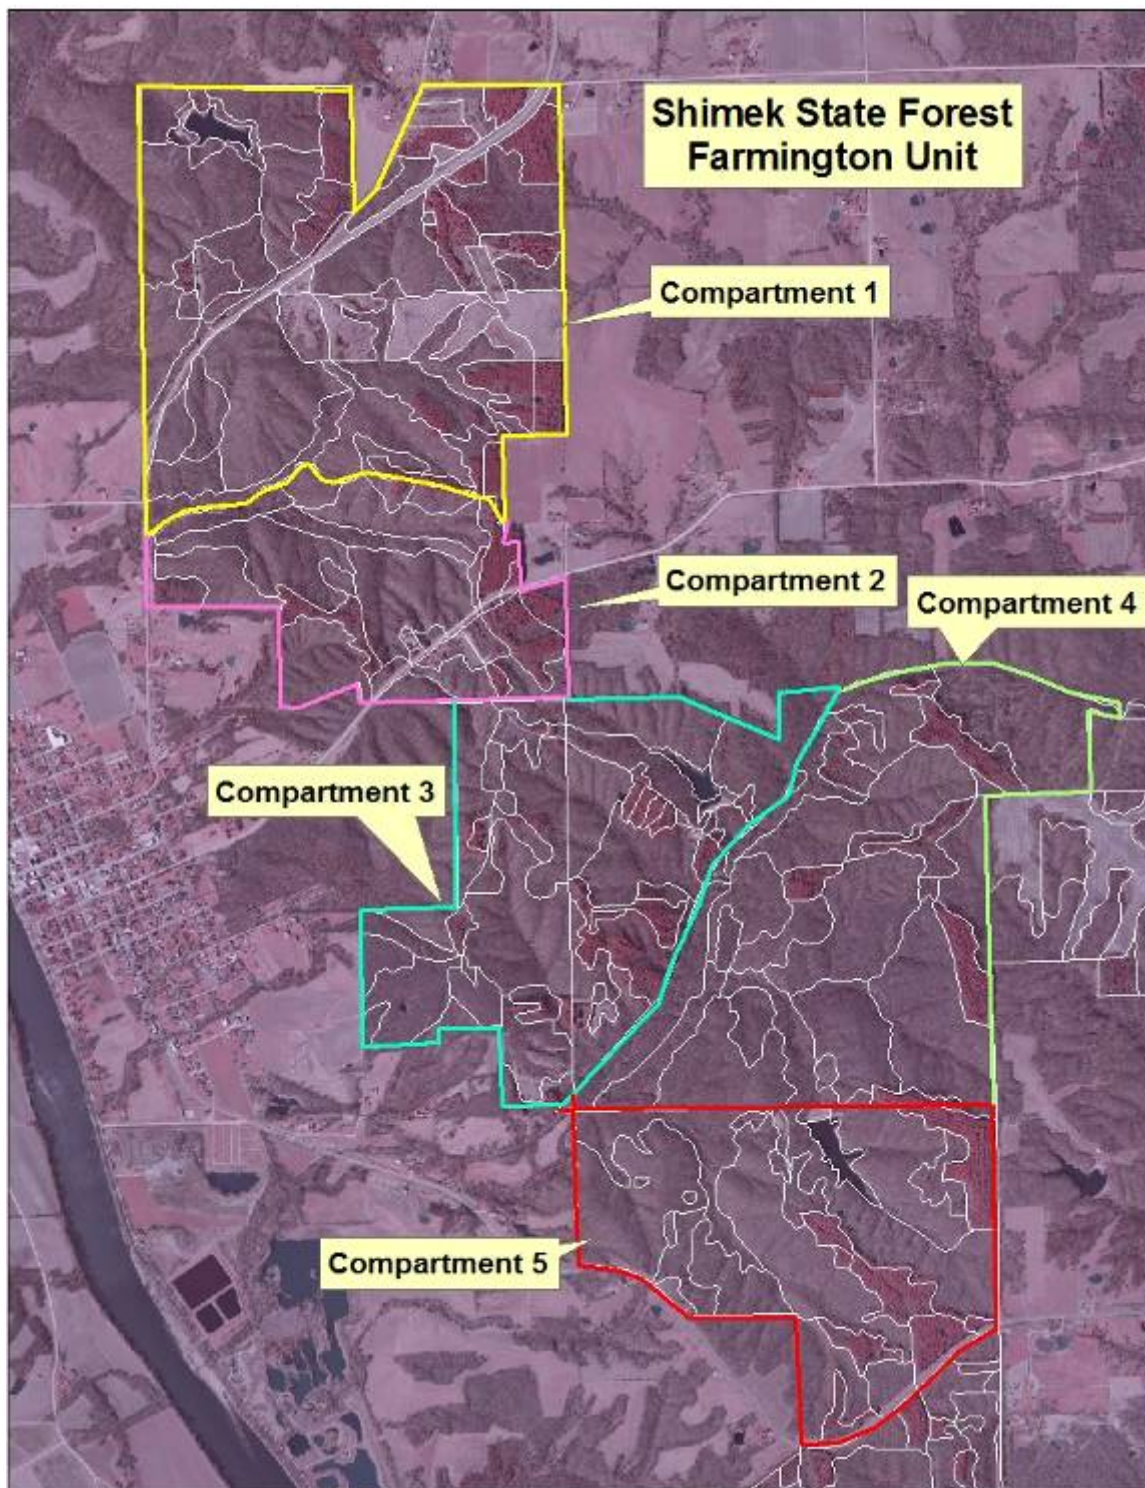 Shimek State Forest
Farmington Unit
Compartment 1
Compartment 2
Compartment 4
Compartment 3
Compartment 5